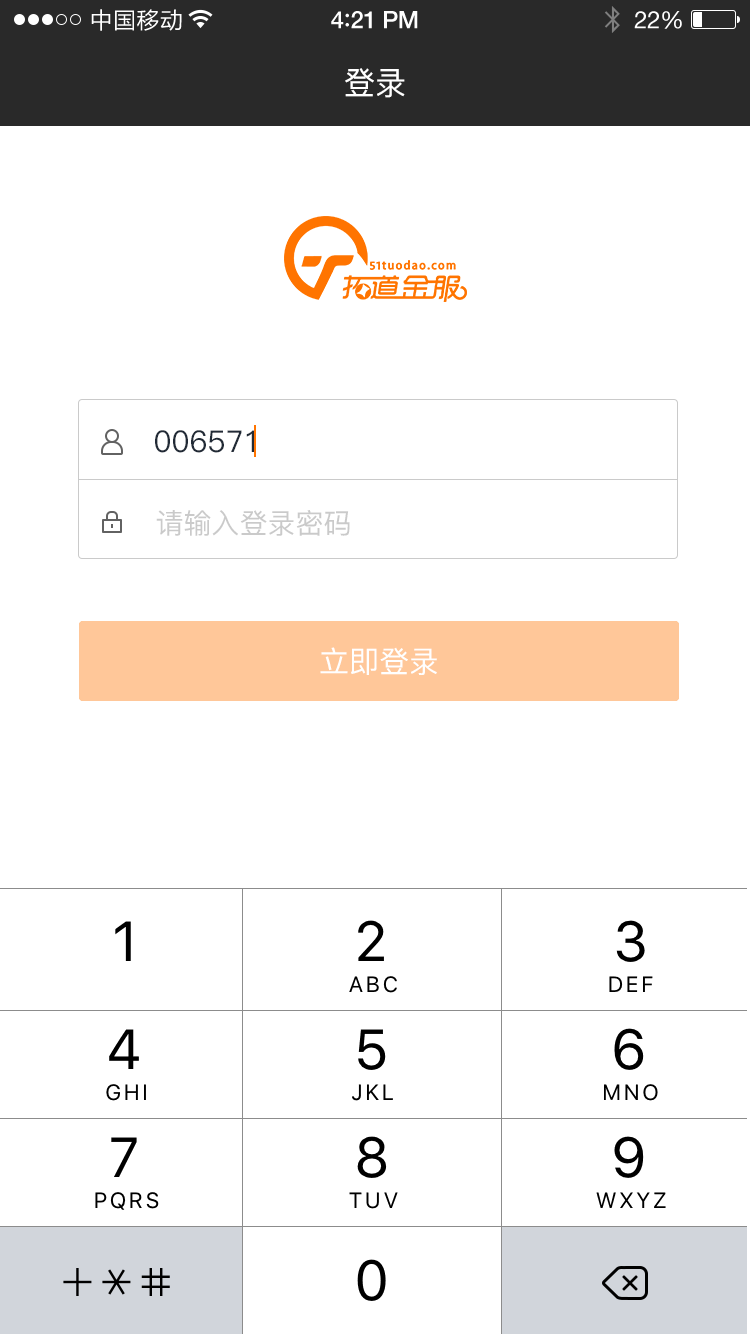 中国移动 4:21 PM 22%
登录
51tuodao.com
拓道金服
006571
请输入登录密码
立即登录
1 2 3
ABC DEF
4 5 6
GHI JKL MNO
7 8 9
PQRS TUV WXYZ
+*# 0